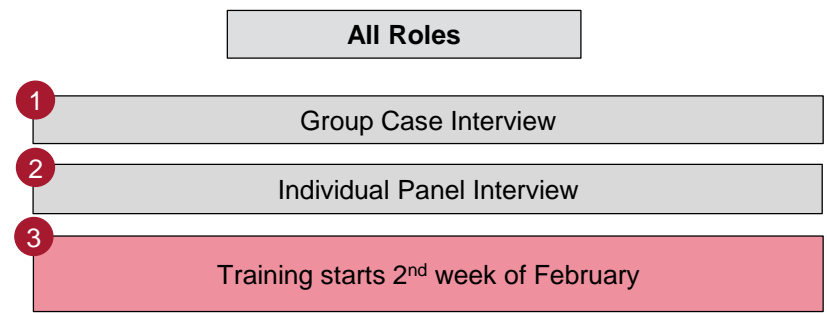 All Roles
1
Group Case Interview
2
Individual Panel Interview
3
Training starts 2nd week of February